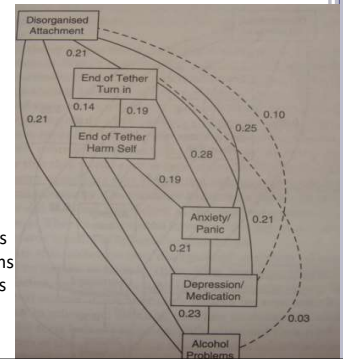 Disorganised
Attachment
0.21
End of Tether
Turn in
0.10
0.14
0.19
0.25
0.21
End of Tether
Harm Self
0.28
0.19
Anxiety/
Panic
0.21
0.21
Depression/
Medication
0.23
0.03
Alcohol
Problems